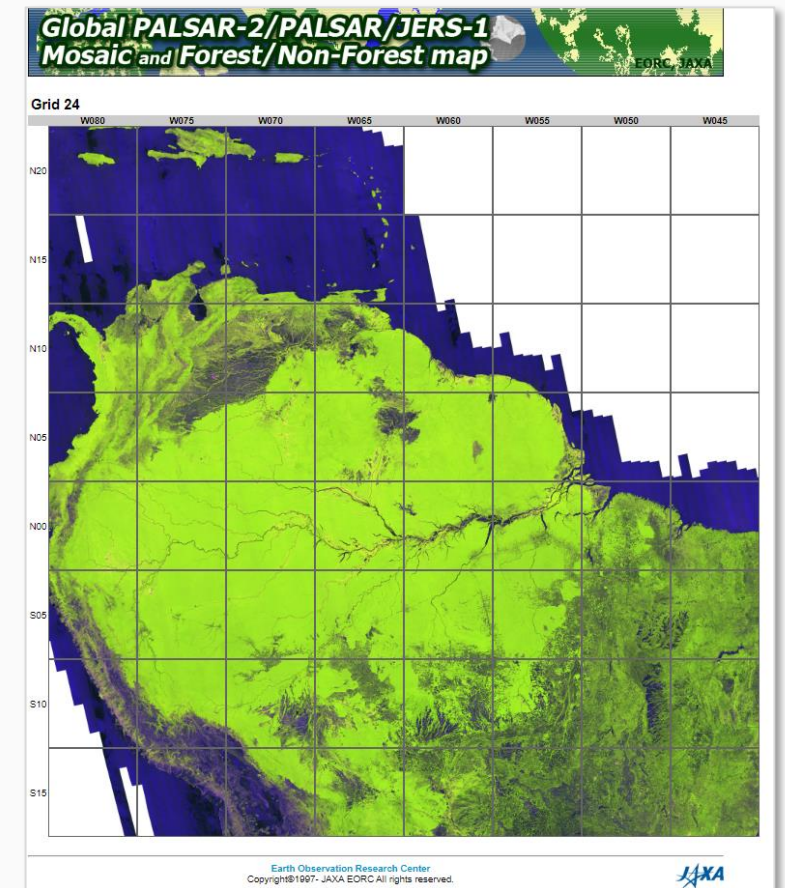 Global PALSAR-2/PALSAR/JERS-1
Mosaic and Forest/Non-Forest map
EORC, JAXA
Grid 24
W080 W075 W070 W065 W060 W055 W050 W045
N20
N15
N10
N05
N00
S05
S10
S15
Earth Observation Research Center
Copyright©1997- JAXA EORC All rights reserved.
JAXA